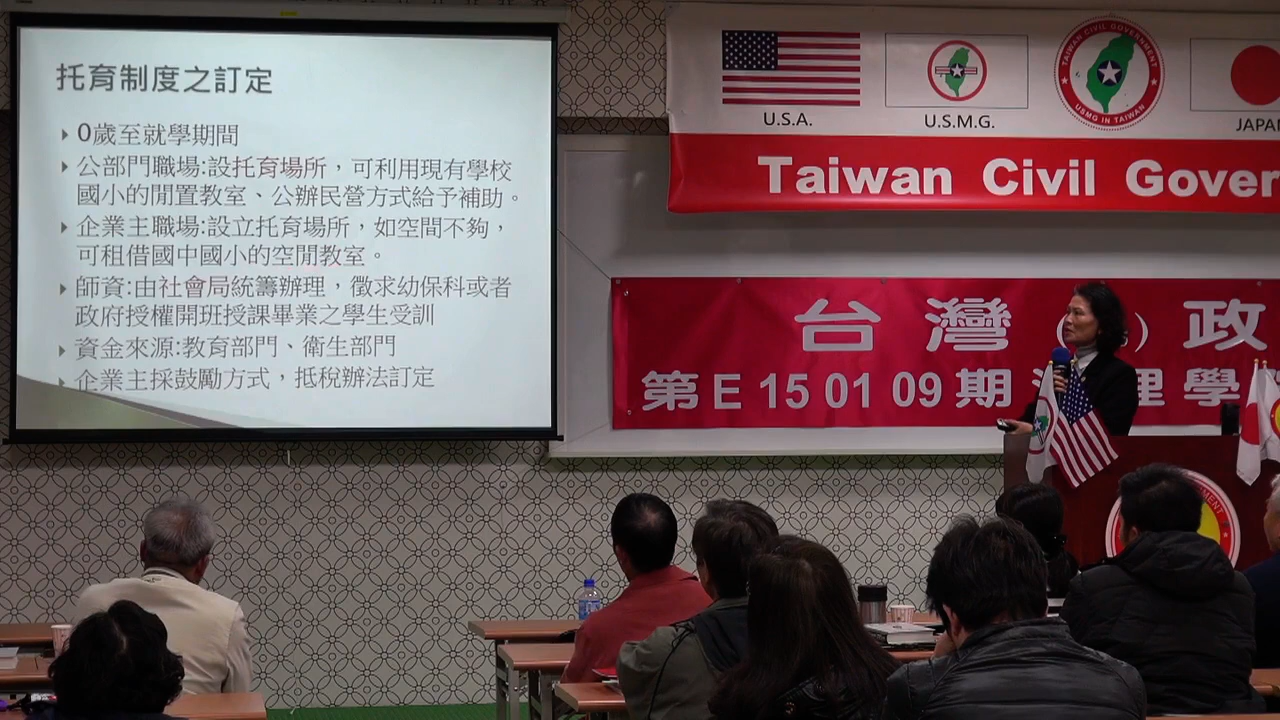 托育制度之訂定
0歲至就學期間
公部門職場:設托育場所，可利用現有學校
國小的閒置教室、公辦民營方式給予補助。
企業主職場:設立托育場所，如空間不夠，
可租借國中國小的空閒教室。
師資:由社會局統籌辦理，徵求幼保科或者
政府授權開班授課畢業之學生受訓
資金來源:教育部門、衛生部門
企業主採鼓勵方式，抵稅辦法訂定
U.S.A.
U.S.M.G.
TAIWAN CIVIL GOVERNMENT
USMG IN TAIWAN
JAPAN
Taiwan Civil Gover
台灣( )政
第E 15 01 09期 理學